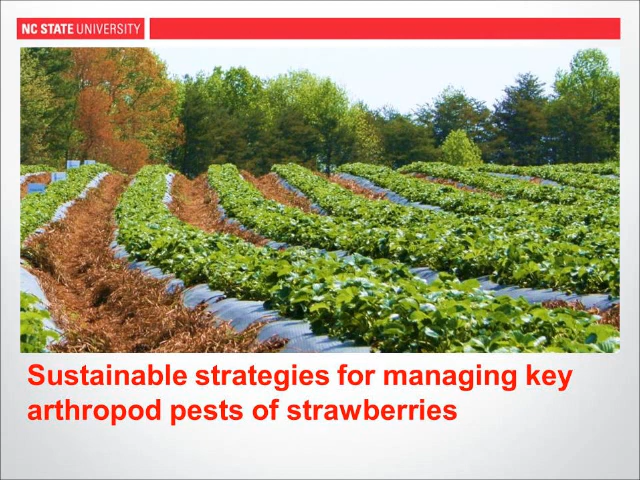 NC STATE UNIVERSITY
Sustainable strategies for managing key
arthropod pests of strawberries